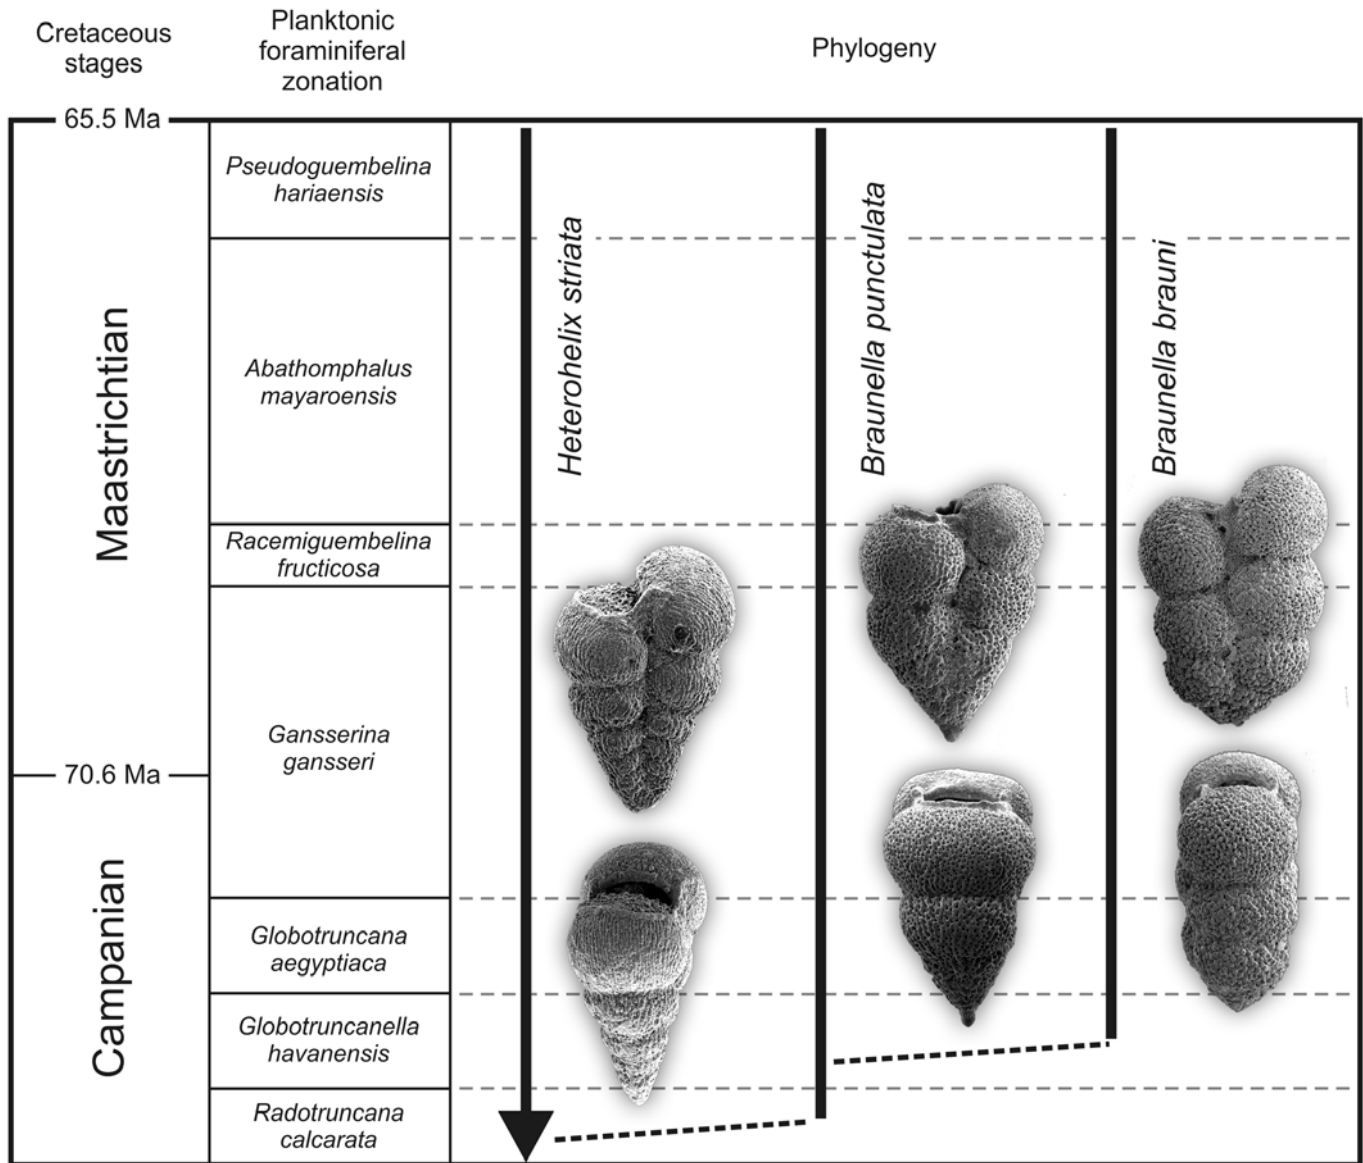 Cretaceous
stages
Planktonic
foraminiferal
zonation
Phylogeny
65.5 Ma
Maastrichtian
70.6 Ma
Campanian
Pseudoguembelina
hariaensis
Abathomphalus
mayaroensis
Racemiguembelina
fructicosa
Gansserina
gansseri
Globotruncana
aegyptiaca
Globotruncanella
havanensis
Radotruncana
calcarata
Heterohelix striata
Braunella punctulata
Braunella brauni